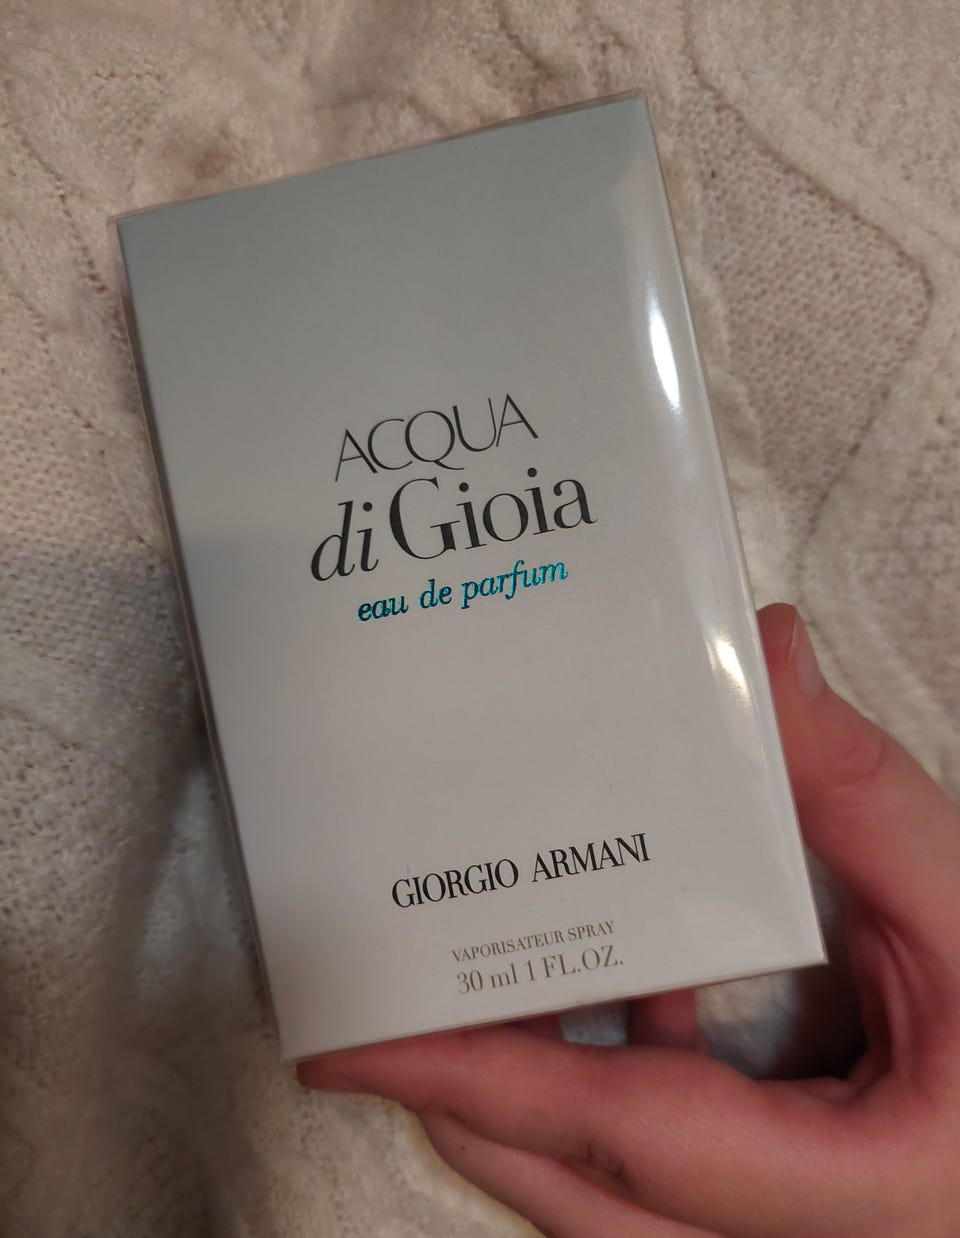 ACQUA
di Gioia
eau de parfum
GIORGIO ARMANI
VAPORISATEUR SPRAY
30 ml 1 FL.OZ.